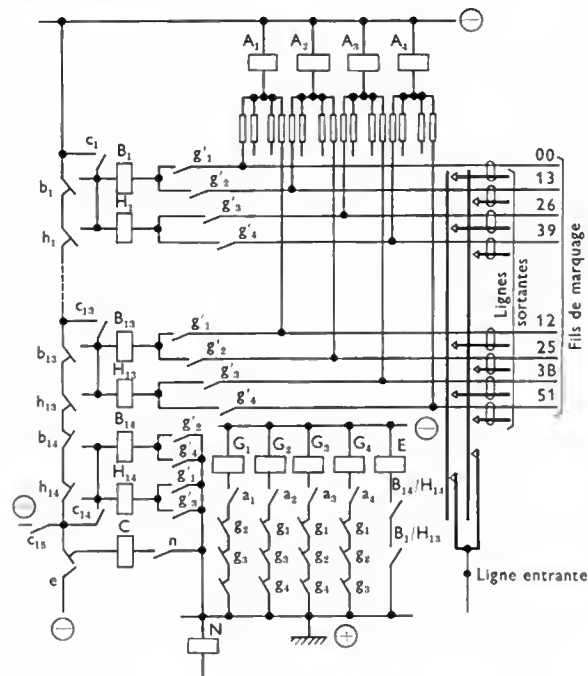 A₁ A₂ A₃ A₄ ⊖
c₁ B₁ g'₁ 00
b₁ g'₂ 13
H₁ g'₃ 26
h₁ g'₄ 39
Lignes sortantes
Fils de marquage
c₁₃ B₁₃ g'₁ 12
b₁₃ g'₂ 25
H₁₃ g'₃ 3B
h₁₃ g'₄ 51
b₁₄ B₁₄ g'₂ g'₄
h₁₄ H₁₄ g'₁ g'₃
G₁ G₂ G₃ G₄ E ⊖
a₁ a₂ a₃ a₄ B₁₄/H₁₄
g₂ g₁ g₁ g₁ B₁/H₁₃
g₃ g₃ g₂ g₂
g₄ g₄ g₄ g₃
⊖ c₁₅ c₁₄
C n
e
Ligne entrante
⊖ N ⊕